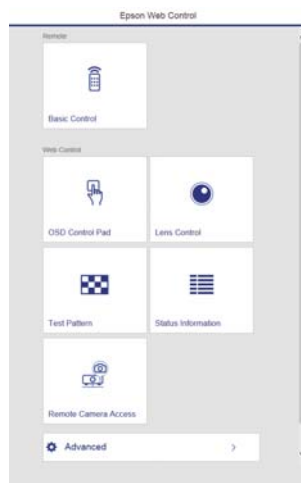 Epson Web Control
Remote
Basic Control
Web Control
OSD Control Pad
Lens Control
Test Pattern
Status Information
Remote Camera Access
Advanced